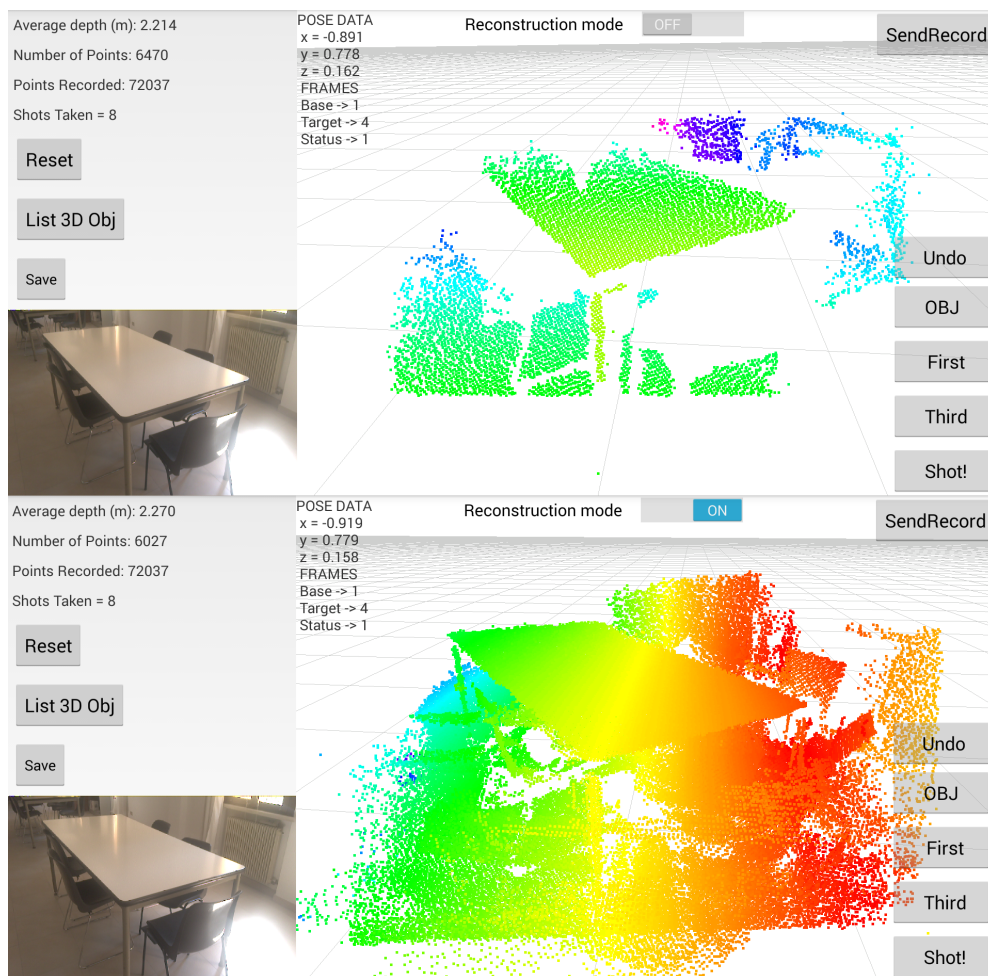 Average depth (m): 2.214
Number of Points: 6470
Points Recorded: 72037
Shots Taken = 8
Reset
List 3D Obj
Save
POSE DATA
x = -0.891
y = 0.778
z = 0.162
FRAMES
Base -> 1
Target -> 4
Status -> 1
Reconstruction mode
OFF
SendRecord
Undo
OBJ
First
Third
Shot!
Average depth (m): 2.270
Number of Points: 6027
Points Recorded: 72037
Shots Taken = 8
Reset
List 3D Obj
Save
POSE DATA
x = -0.919
y = 0.779
z = 0.158
FRAMES
Base -> 1
Target -> 4
Status -> 1
Reconstruction mode
ON
SendRecord
Undo
OBJ
First
Third
Shot!